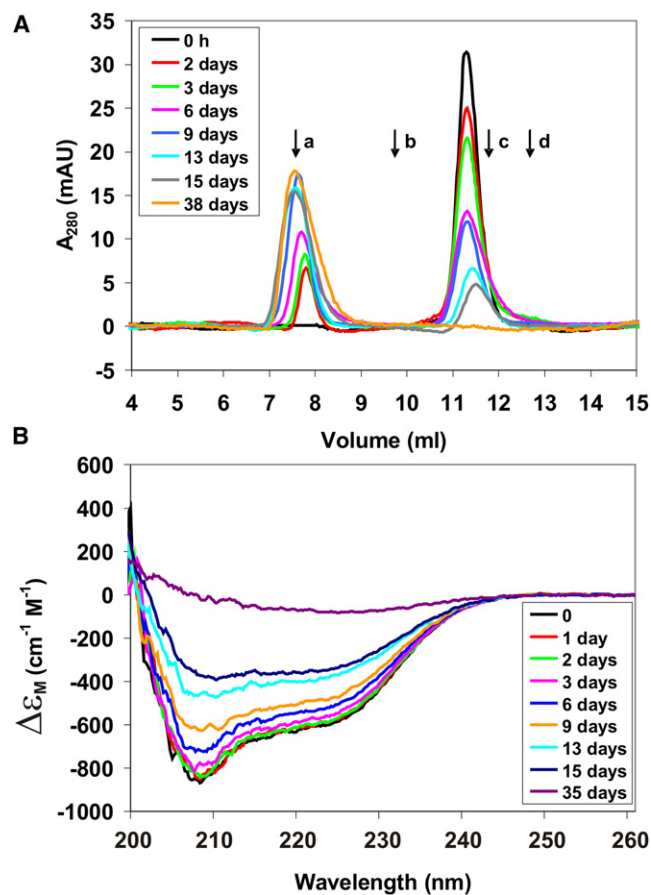 A
0 h
2 days
3 days
6 days
9 days
13 days
15 days
38 days
a
b
c
d
A280 (mAU)
35
30
25
20
15
10
5
0
-5
4 5 6 7 8 9 10 11 12 13 14 15
Volume (ml)
B
600
400
200
0
-200
-400
-600
-800
-1000
ΔεM (cm-1 M-1)
0
1 day
2 days
3 days
6 days
9 days
13 days
15 days
35 days
200 210 220 230 240 250 260
Wavelength (nm)